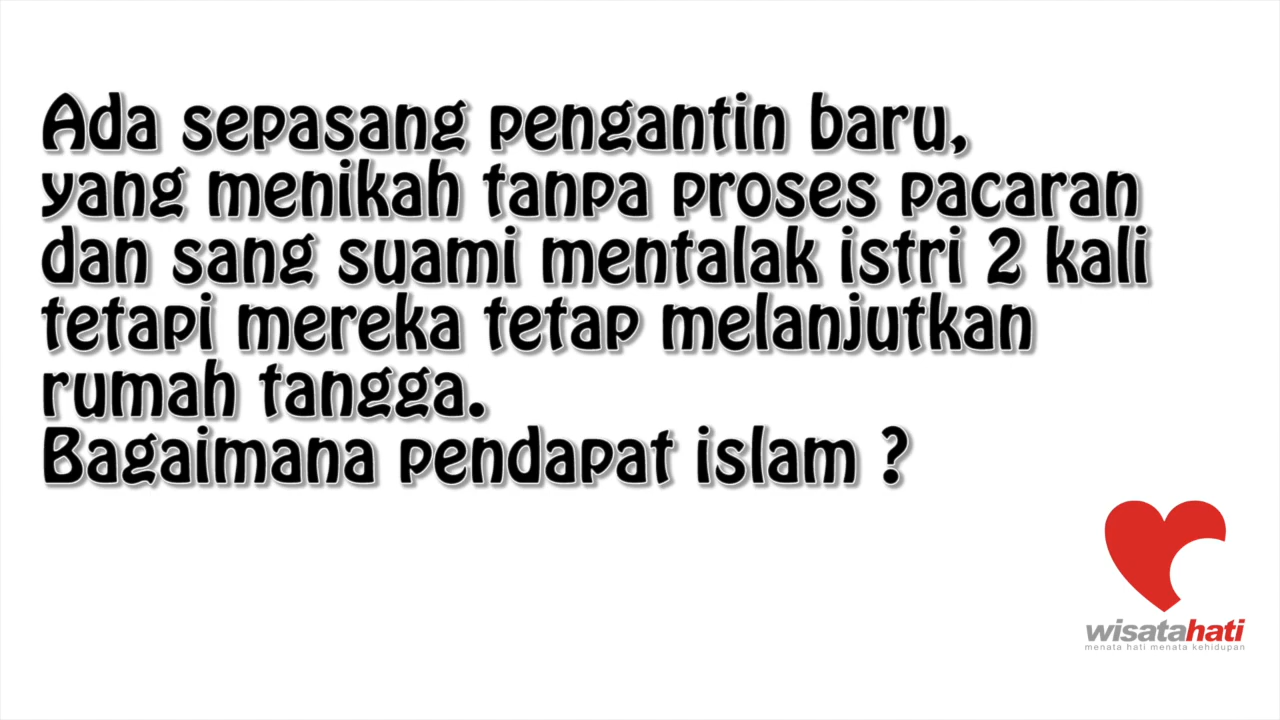 Ada sepasang pengantin baru,
yang menikah tanpa proses pacaran
dan sang suami mentalak istri 2 kali
tetapi mereka tetap melanjutkan
rumah tangga.
Bagaimana pendapat islam ?
wisatahati
menata hati menata kehidupan